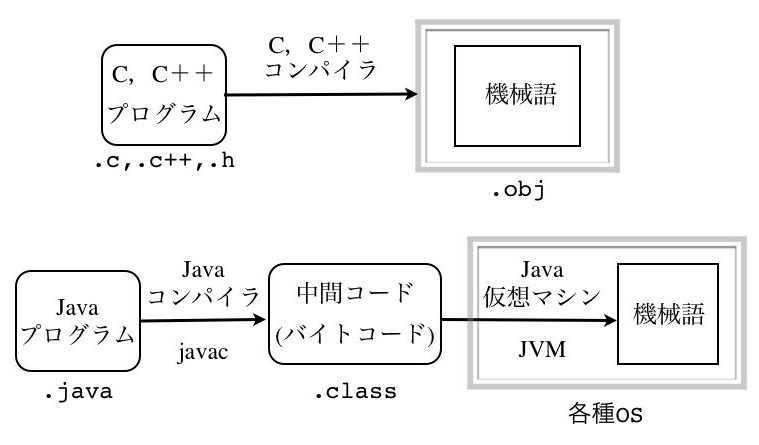 C，C＋＋
プログラム
.c,.c++,.h
C，C＋＋
コンパイラ
機械語
.obj
Java
プログラム
.java
Java
コンパイラ
javac
中間コード
(バイトコード)
.class
Java
仮想マシン
JVM
機械語
各種OS